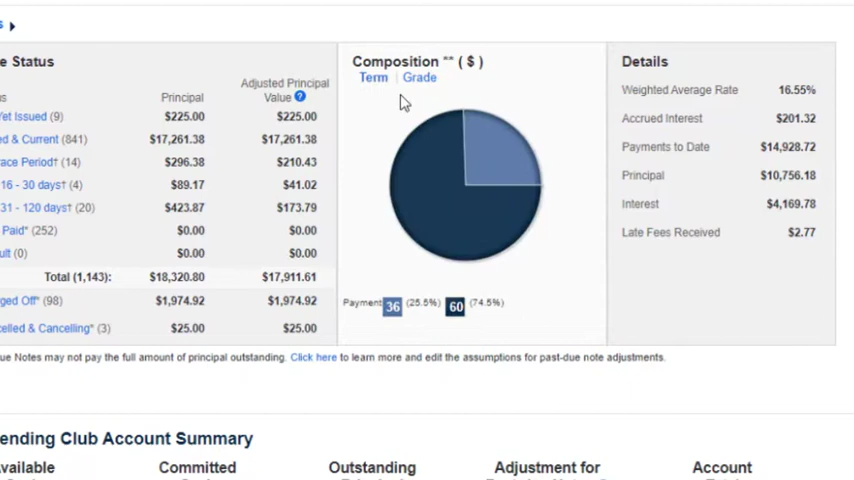 s
e Status
Composition ** ( $ )
Details
Term | Grade
Adjusted Principal
us Principal Value ?
Weighted Average Rate 16.55%
Yet Issued (9) $225.00 $225.00
Accrued Interest $201.32
ed & Current (841) $17,261.38 $17,261.38
Payments to Date $14,928.72
race Period† (14) $296.38 $210.43
Principal $10,756.18
16 - 30 days† (4) $89.17 $41.02
Interest $4,169.78
31 - 120 days† (20) $423.87 $173.79
Paid* (252) $0.00 $0.00
Late Fees Received $2.77
ult (0) $0.00 $0.00
Total (1,143): $18,320.80 $17,911.61
ged Off* (98) $1,974.92 $1,974.92
Payment 36 (25.5%) 60 (74.5%)
celled & Cancelling* (3) $25.00 $25.00
ue Notes may not pay the full amount of principal outstanding. Click here to learn more and edit the assumptions for past-due note adjustments.
ending Club Account Summary
vailable Committed Outstanding Adjustment for Account